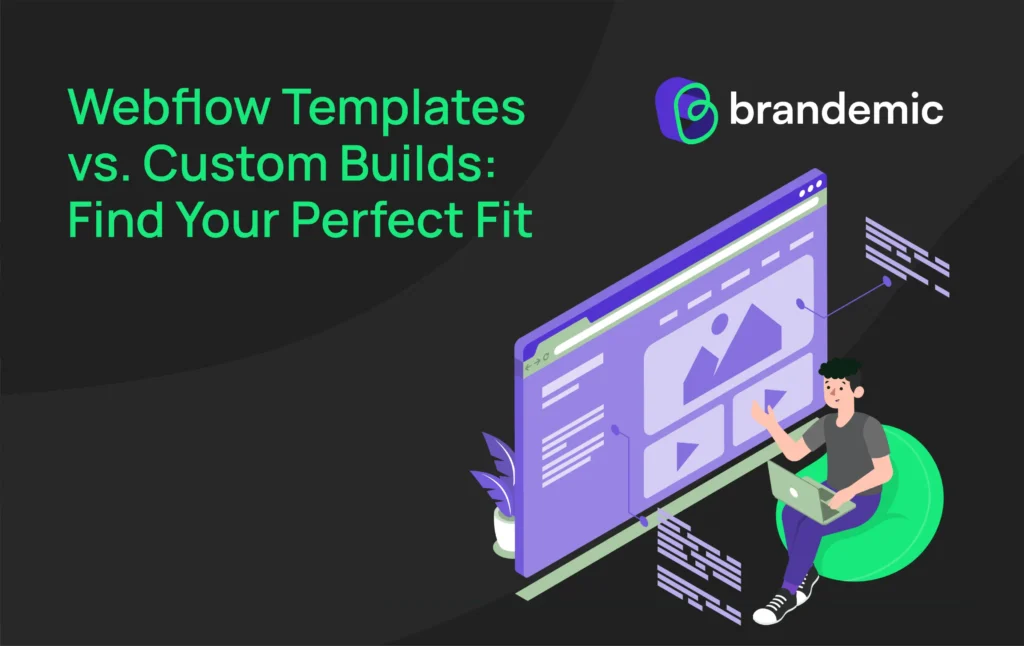 Webflow Templates
vs. Custom Builds:
Find Your Perfect Fit
brandemic